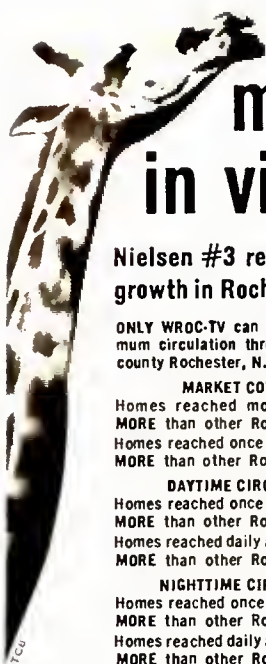 in
Nielsen #3 re
growth in Roch
ONLY WROC-TV can
mum circulation thr
county Rochester, N.
MARKET CO
Homes reached mo
MORE than other Ro
Homes reached once
MORE than other Ro
DAYTIME CIRC
Homes reached once
MORE than other Ro
Homes reached daily
MORE than other Ro
NIGHTTIME CI
Homes reached once
MORE than other Ro
Homes reached daily
MORE than other Ro